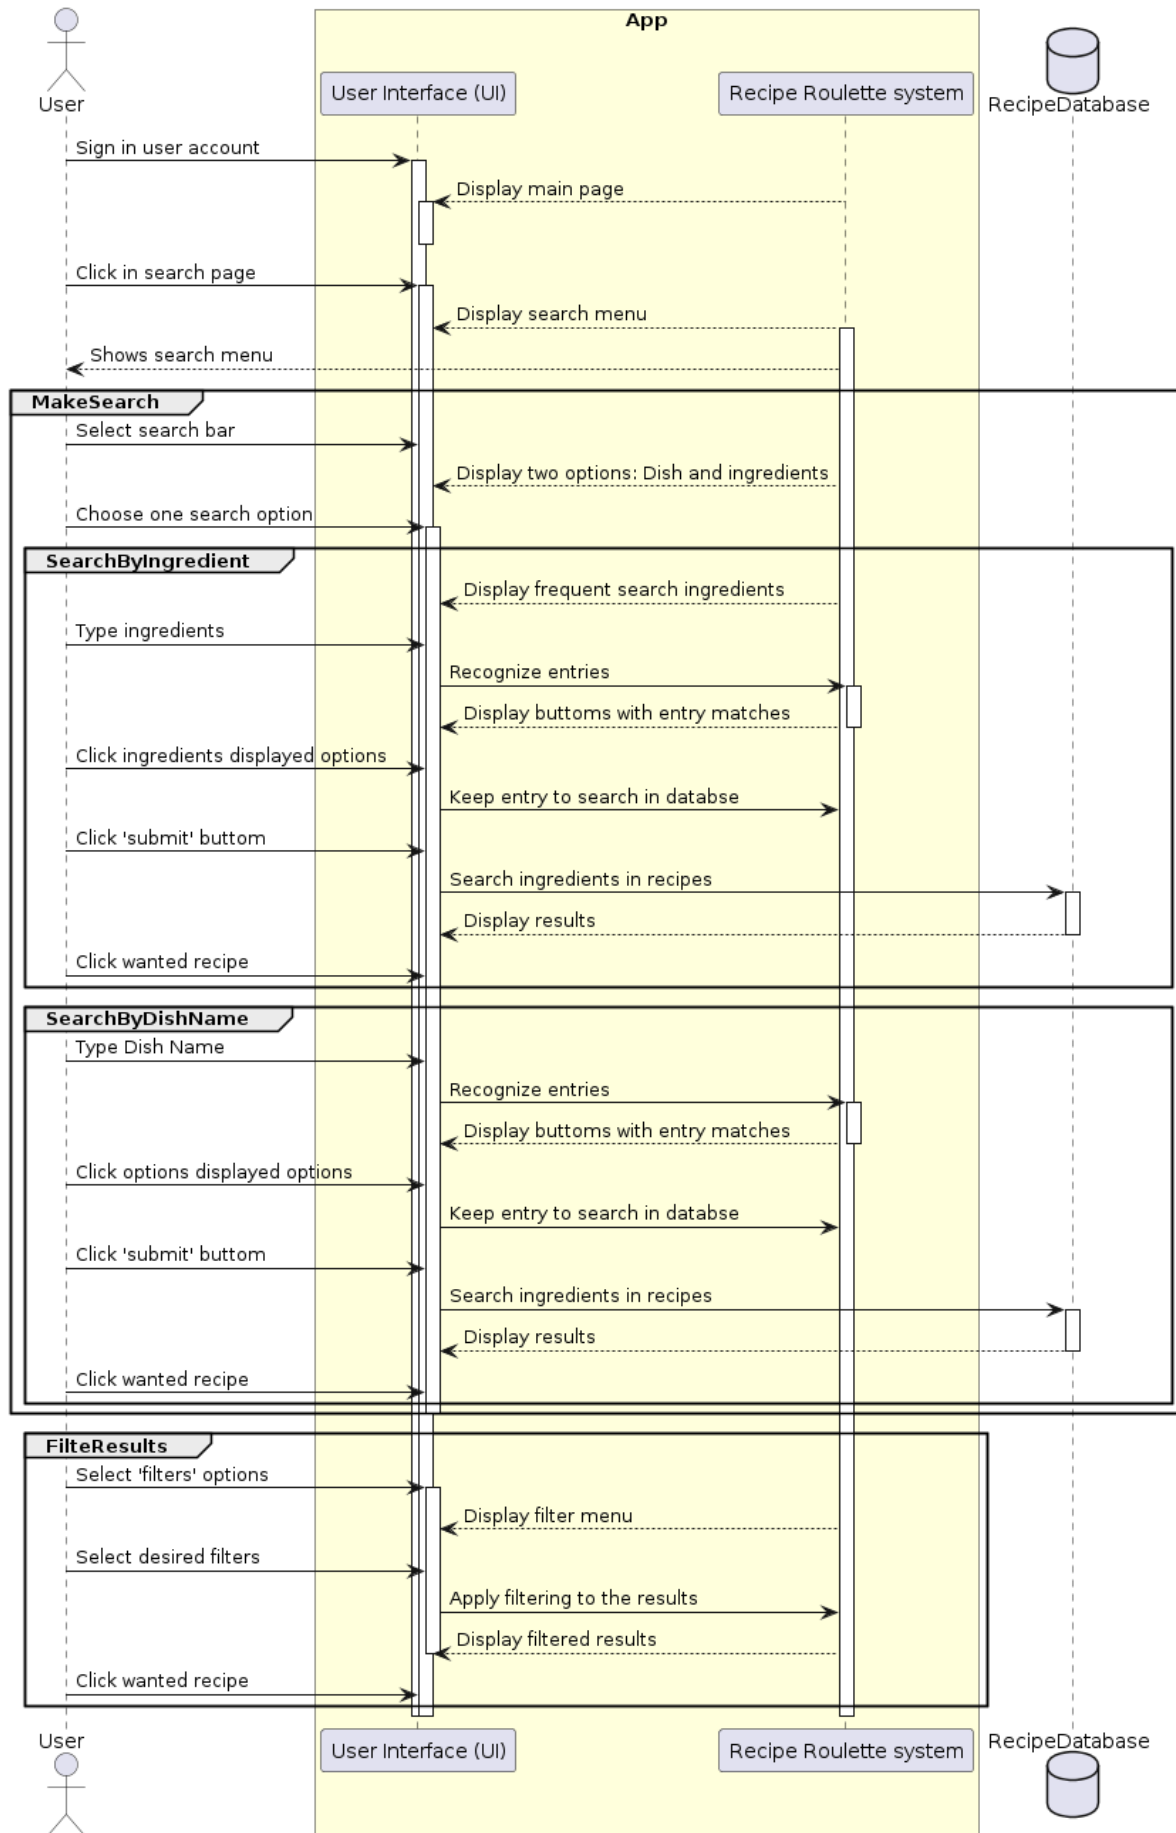 App
User
User Interface (UI)
Recipe Roulette system
RecipeDatabase
Sign in user account
Display main page
Click in search page
Display search menu
Shows search menu
MakeSearch
Select search bar
Display two options: Dish and ingredients
Choose one search option
SearchByIngredient
Display frequent search ingredients
Type ingredients
Recognize entries
Display buttoms with entry matches
Click ingredients displayed options
Keep entry to search in databse
Click 'submit' buttom
Search ingredients in recipes
Display results
Click wanted recipe
SearchByDishName
Type Dish Name
Recognize entries
Display buttoms with entry matches
Click options displayed options
Keep entry to search in databse
Click 'submit' buttom
Search ingredients in recipes
Display results
Click wanted recipe
FilteResults
Select 'filters' options
Display filter menu
Select desired filters
Apply filtering to the results
Display filtered results
Click wanted recipe
User
User Interface (UI)
Recipe Roulette system
RecipeDatabase